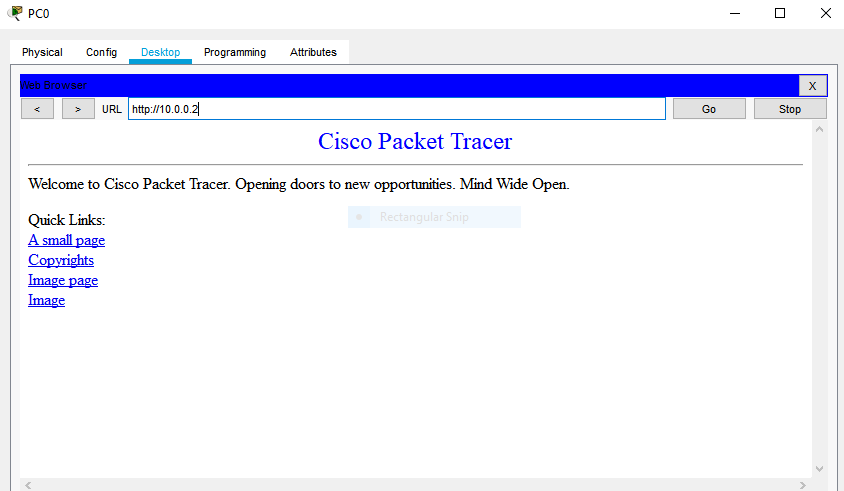 PC0
Physical Config Desktop Programming Attributes
Web Browser X
< > URL http://10.0.0.2 Go Stop
Cisco Packet Tracer
Welcome to Cisco Packet Tracer. Opening doors to new opportunities. Mind Wide Open.
Rectangular Snip
Quick Links:
A small page
Copyrights
Image page
Image